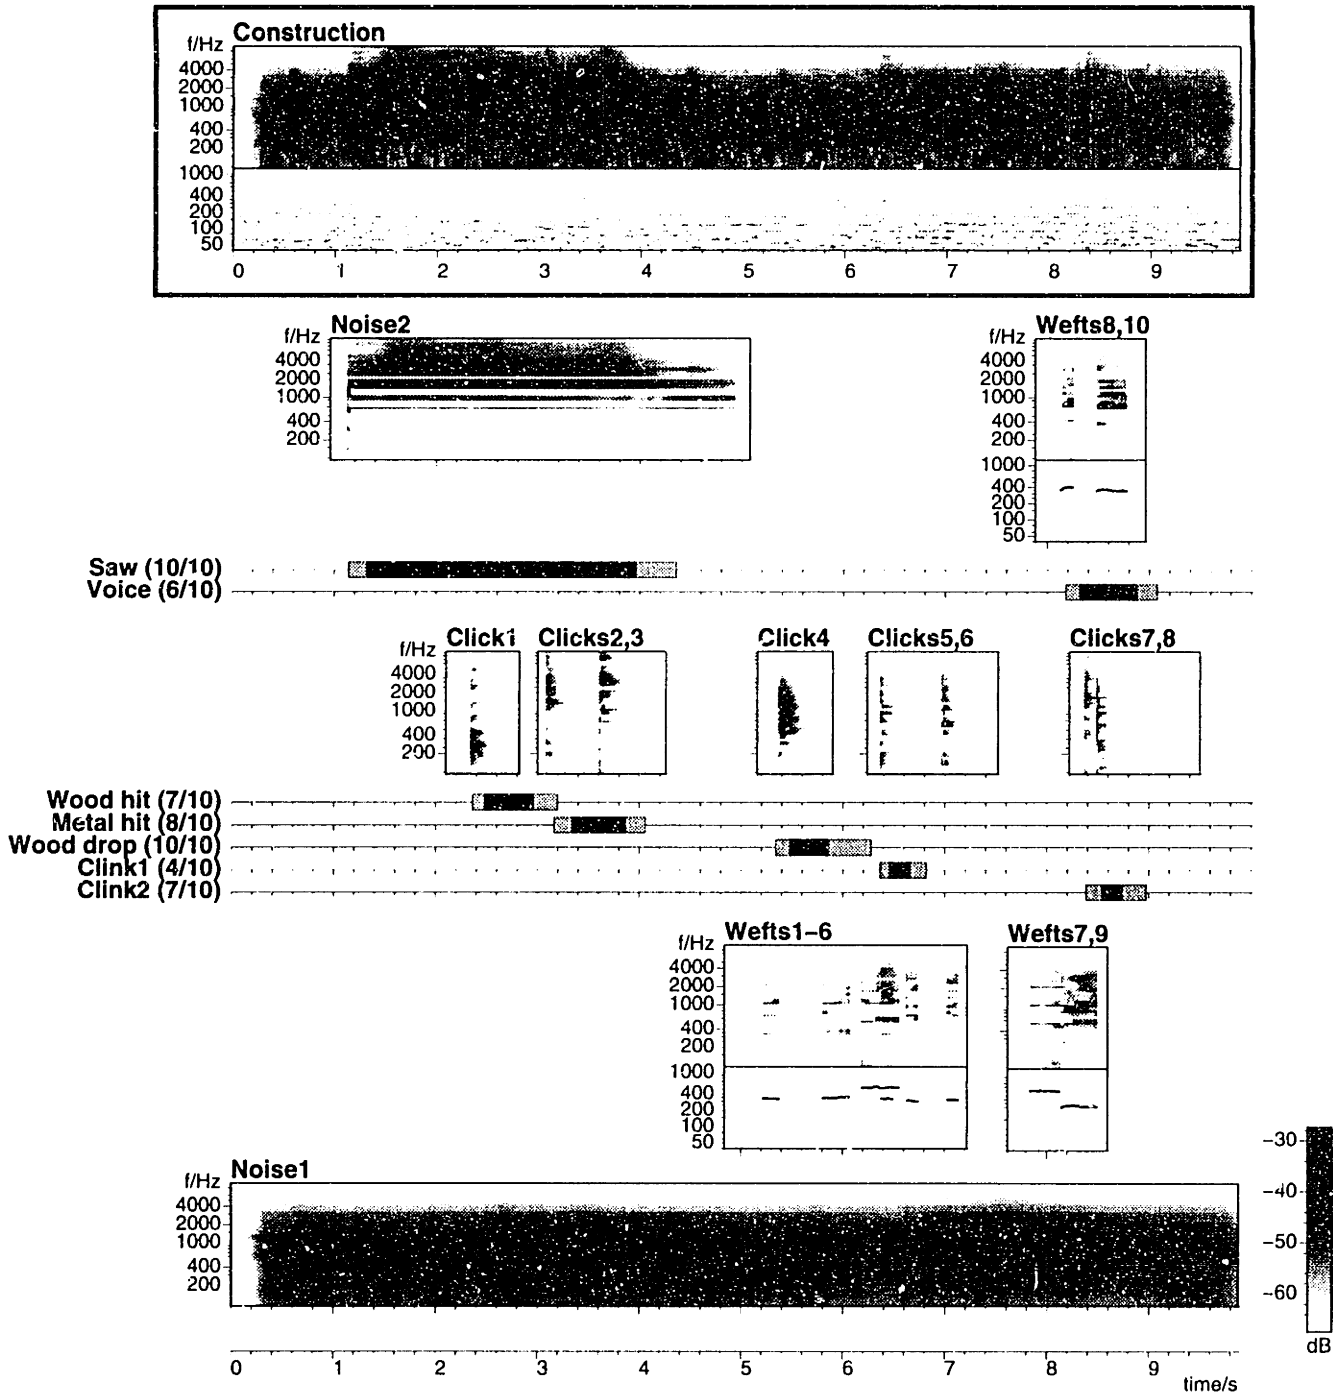 Construction
f/Hz
4000
2000
1000
400
200
1000
400
200
100
50
0 1 2 3 4 5 6 7 8 9
Noise2
f/Hz
4000
2000
1000
400
200
Wefts8,10
f/Hz
4000
2000
1000
400
200
1000
400
200
100
50
Saw (10/10)
Voice (6/10)
Click1
Clicks2,3
Click4
Clicks5,6
Clicks7,8
f/Hz
4000
2000
1000
400
200
Wood hit (7/10)
Metal hit (8/10)
Wood drop (10/10)
Clink1 (4/10)
Clink2 (7/10)
Wefts1–6
f/Hz
4000
2000
1000
400
200
1000
400
200
100
50
Wefts7,9
Noise1
f/Hz
4000
2000
1000
400
200
−30
−40
−50
−60
dB
0 1 2 3 4 5 6 7 8 9
time/s